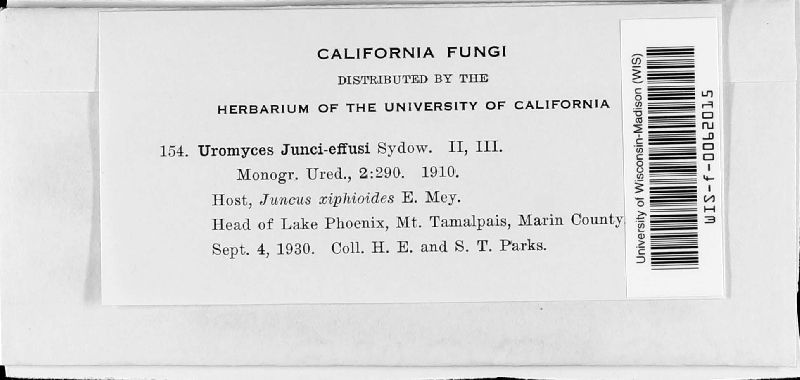 CALIFORNIA FUNGI
DISTRIBUTED BY THE
HERBARIUM OF THE UNIVERSITY OF CALIFORNIA
154. Uromyces Junci-effusi Sydow. II, III.
Monogr. Ured., 2:290. 1910.
Host, Juncus xiphioides E. Mey.
Head of Lake Phoenix, Mt. Tamalpais, Marin County
Sept. 4, 1930. Coll. H. E. and S. T. Parks.
University of Wisconsin-Madison (WIS)
WIS-f-0062015